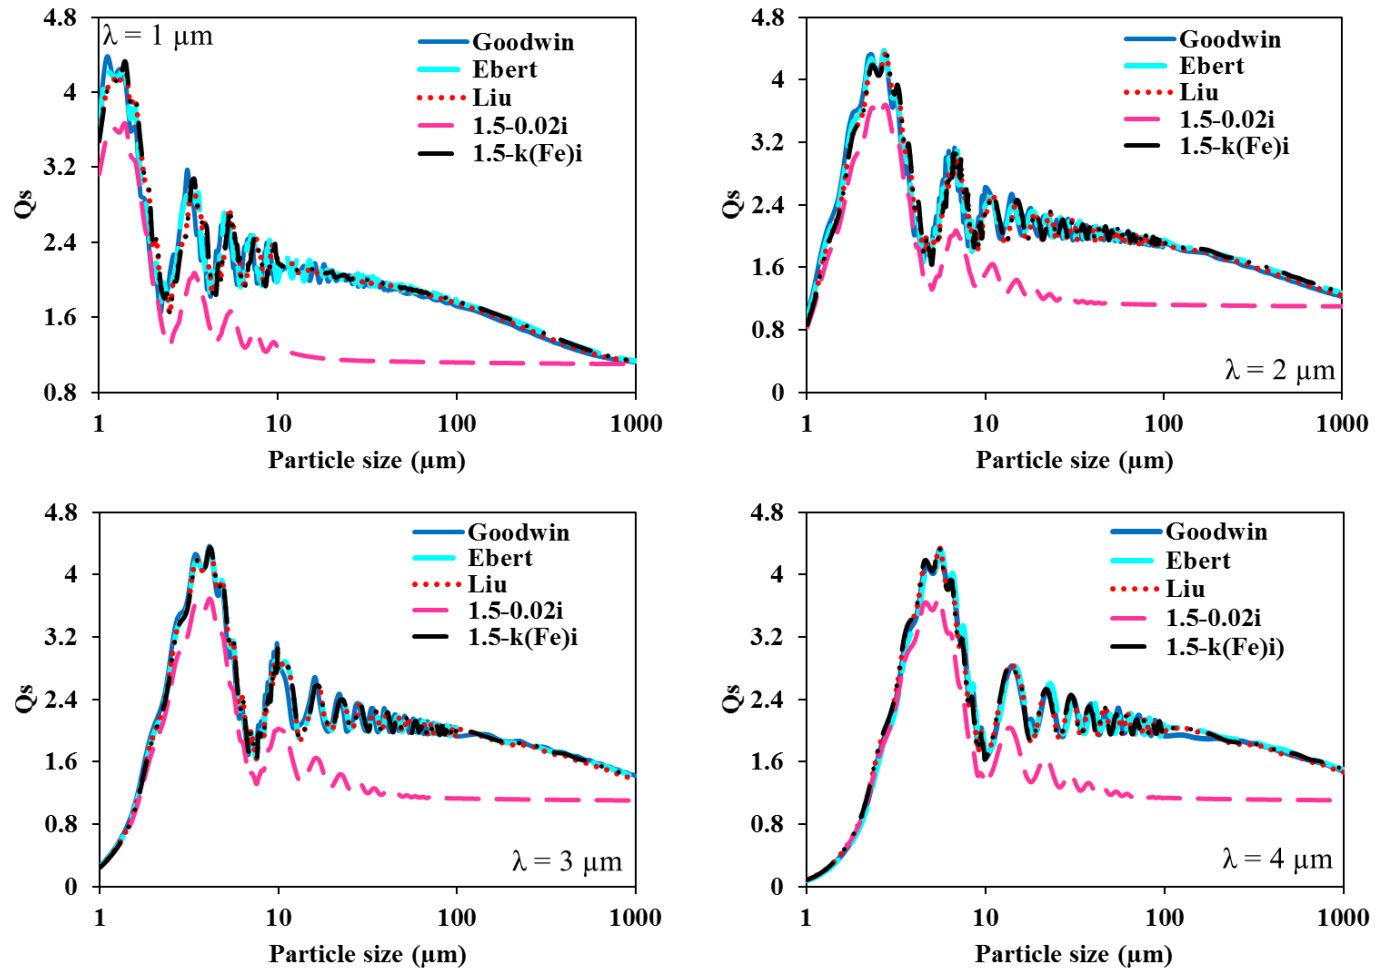 4.8
4
3.2
2.4
1.6
0.8
Qs
λ = 1 µm
Goodwin
Ebert
Liu
1.5-0.02i
1.5-k(Fe)i
1
10
100
1000
Particle size (µm)
4.8
4
3.2
2.4
1.6
0.8
0
Qs
Goodwin
Ebert
Liu
1.5-0.02i
1.5-k(Fe)i
λ = 2 µm
1
10
100
1000
Particle size (µm)
4.8
4
3.2
2.4
1.6
0.8
0
Qs
Goodwin
Ebert
Liu
1.5-0.02i
1.5-k(Fe)i
λ = 3 µm
1
10
100
1000
Particle size (µm)
4.8
4
3.2
2.4
1.6
0.8
0
Qs
Goodwin
Ebert
Liu
1.5-0.02i
1.5-k(Fe)i)
λ = 4 µm
1
10
100
1000
Particle size (µm)